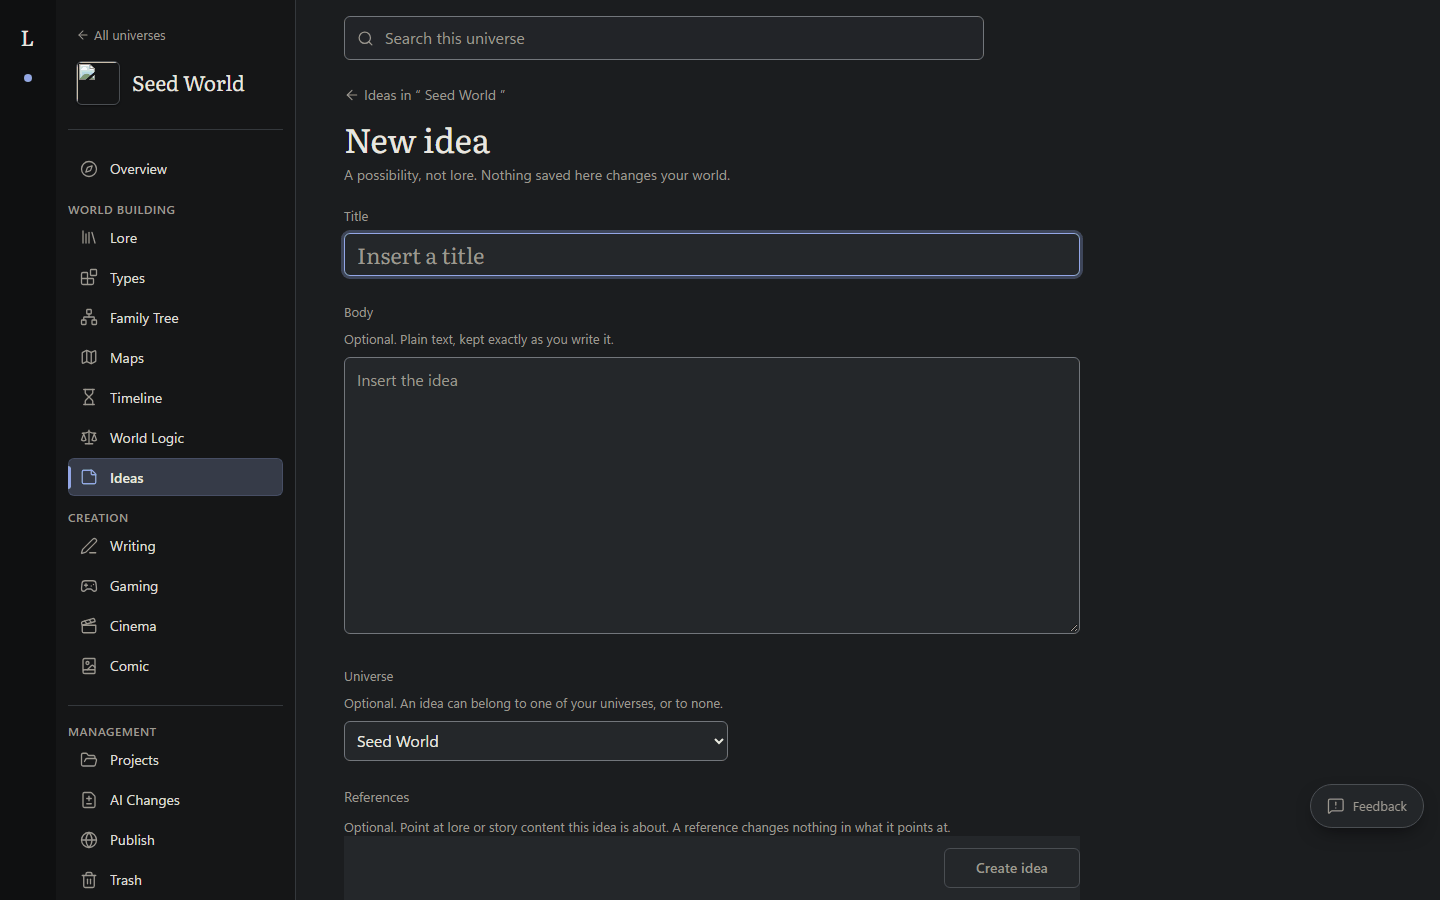 L
All universes
Seed World
Overview
WORLD BUILDING
Lore
Types
Family Tree
Maps
Timeline
World Logic
Ideas
CREATION
Writing
Gaming
Cinema
Comic
MANAGEMENT
Projects
AI Changes
Publish
Trash
Search this universe
Ideas in “ Seed World ”
New idea
A possibility, not lore. Nothing saved here changes your world.
Title
Insert a title
Body
Optional. Plain text, kept exactly as you write it.
Insert the idea
Universe
Optional. An idea can belong to one of your universes, or to none.
Seed World
References
Optional. Point at lore or story content this idea is about. A reference changes nothing in what it points at.
Create idea
Feedback